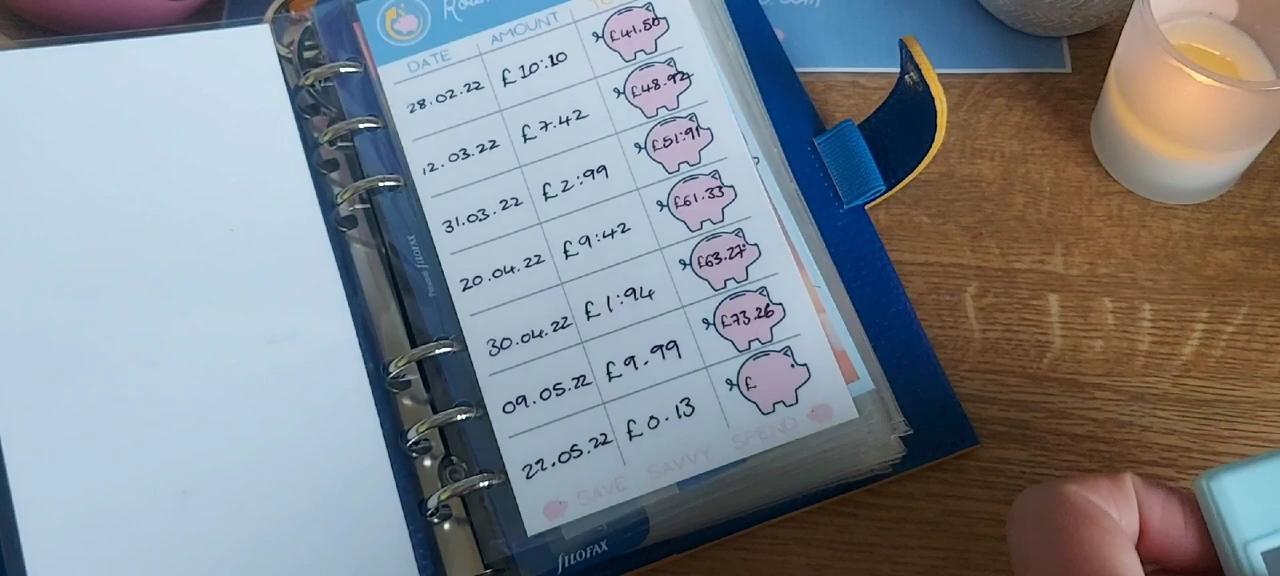 DATE AMOUNT
28.02.22 £10:10 £41.50
12.03.22 £7.42 £48.92
31.03.22 £2:99 £51.91
20.04.22 £9:42 £61.33
30.04.22 £1:94 £63.27
09.05.22 £9.99 £73.26
22.05.22 £0.13 £
SAVE SAVVY SPEND
fILOFAX
fILOFAX